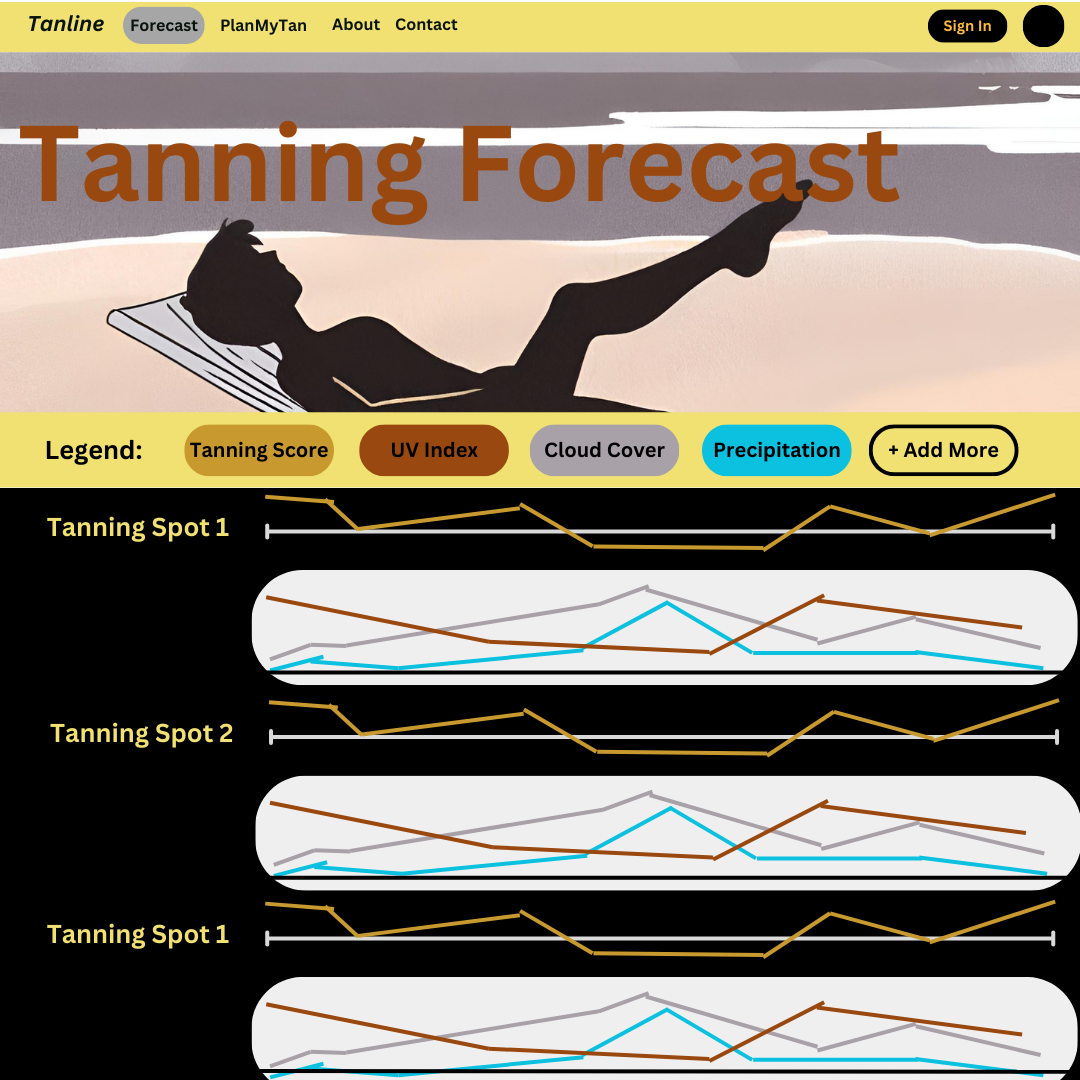 Tanline Forecast PlanMyTan About Contact Sign In
Tanning Forecast
Legend: Tanning Score UV Index Cloud Cover Precipitation + Add More
Tanning Spot 1
Tanning Spot 2
Tanning Spot 1